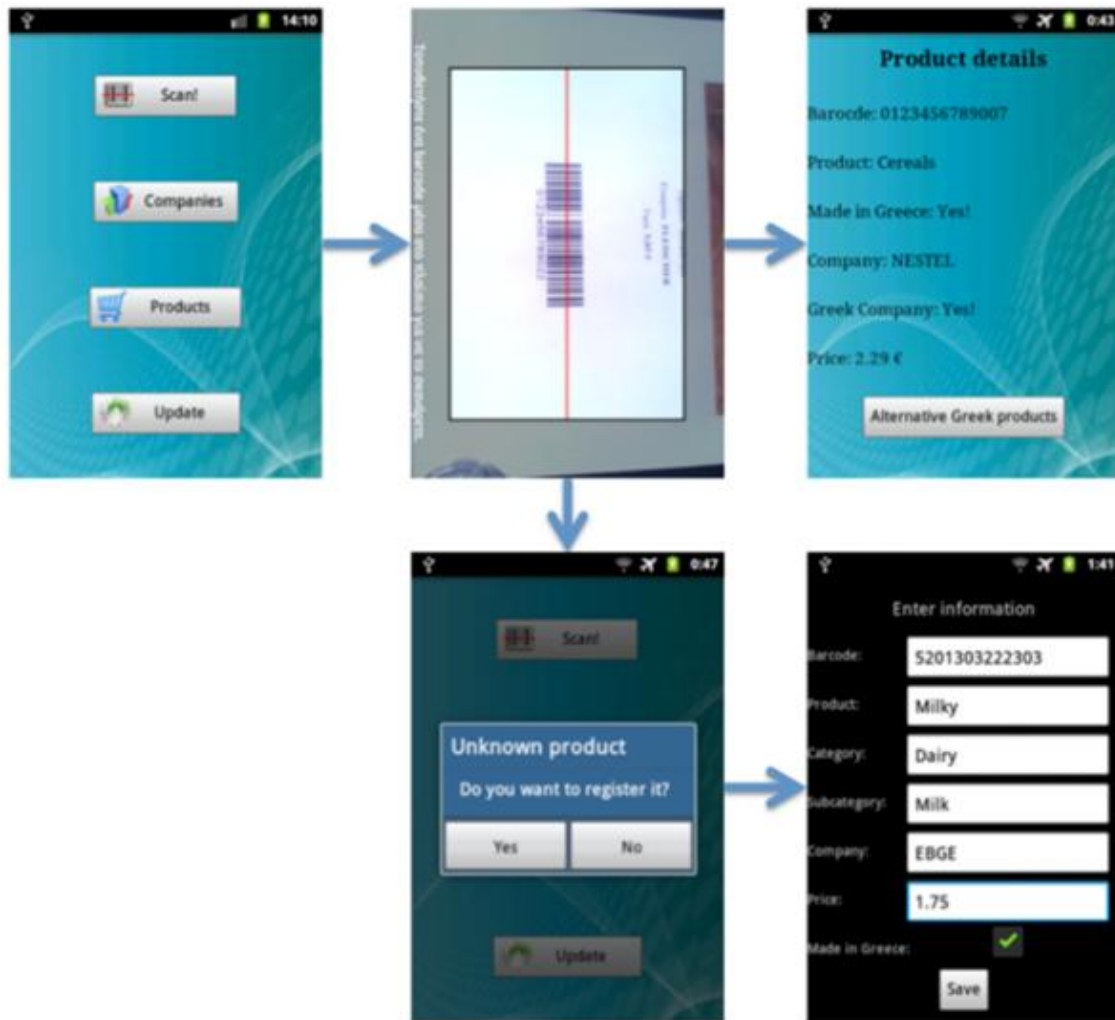 14:10
Scan!
Companies
Products
Update
0:43
Product details
Barocde: 0123456789007
Product: Cereals
Made in Greece: Yes!
Company: NESTEL
Greek Company: Yes!
Price: 2.29 €
Alternative Greek products
0:47
Scan!
Unknown product
Do you want to register it?
Yes
No
Update
1:41
Enter information
Barcode: 5201303222303
Product: Milky
Category: Dairy
Subcategory: Milk
Company: EBGE
Price: 1.75
Made in Greece:
Save